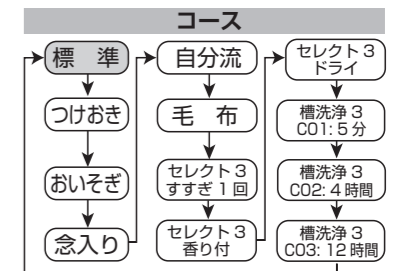 コース
標 準
つけおき
おいそぎ
念入り
自分流
毛 布
セレクト3
すすぎ1回
セレクト3
香り付
セレクト3
ドライ
槽洗浄3
CO1:5分
槽洗浄3
CO2:4時間
槽洗浄3
CO3:12時間